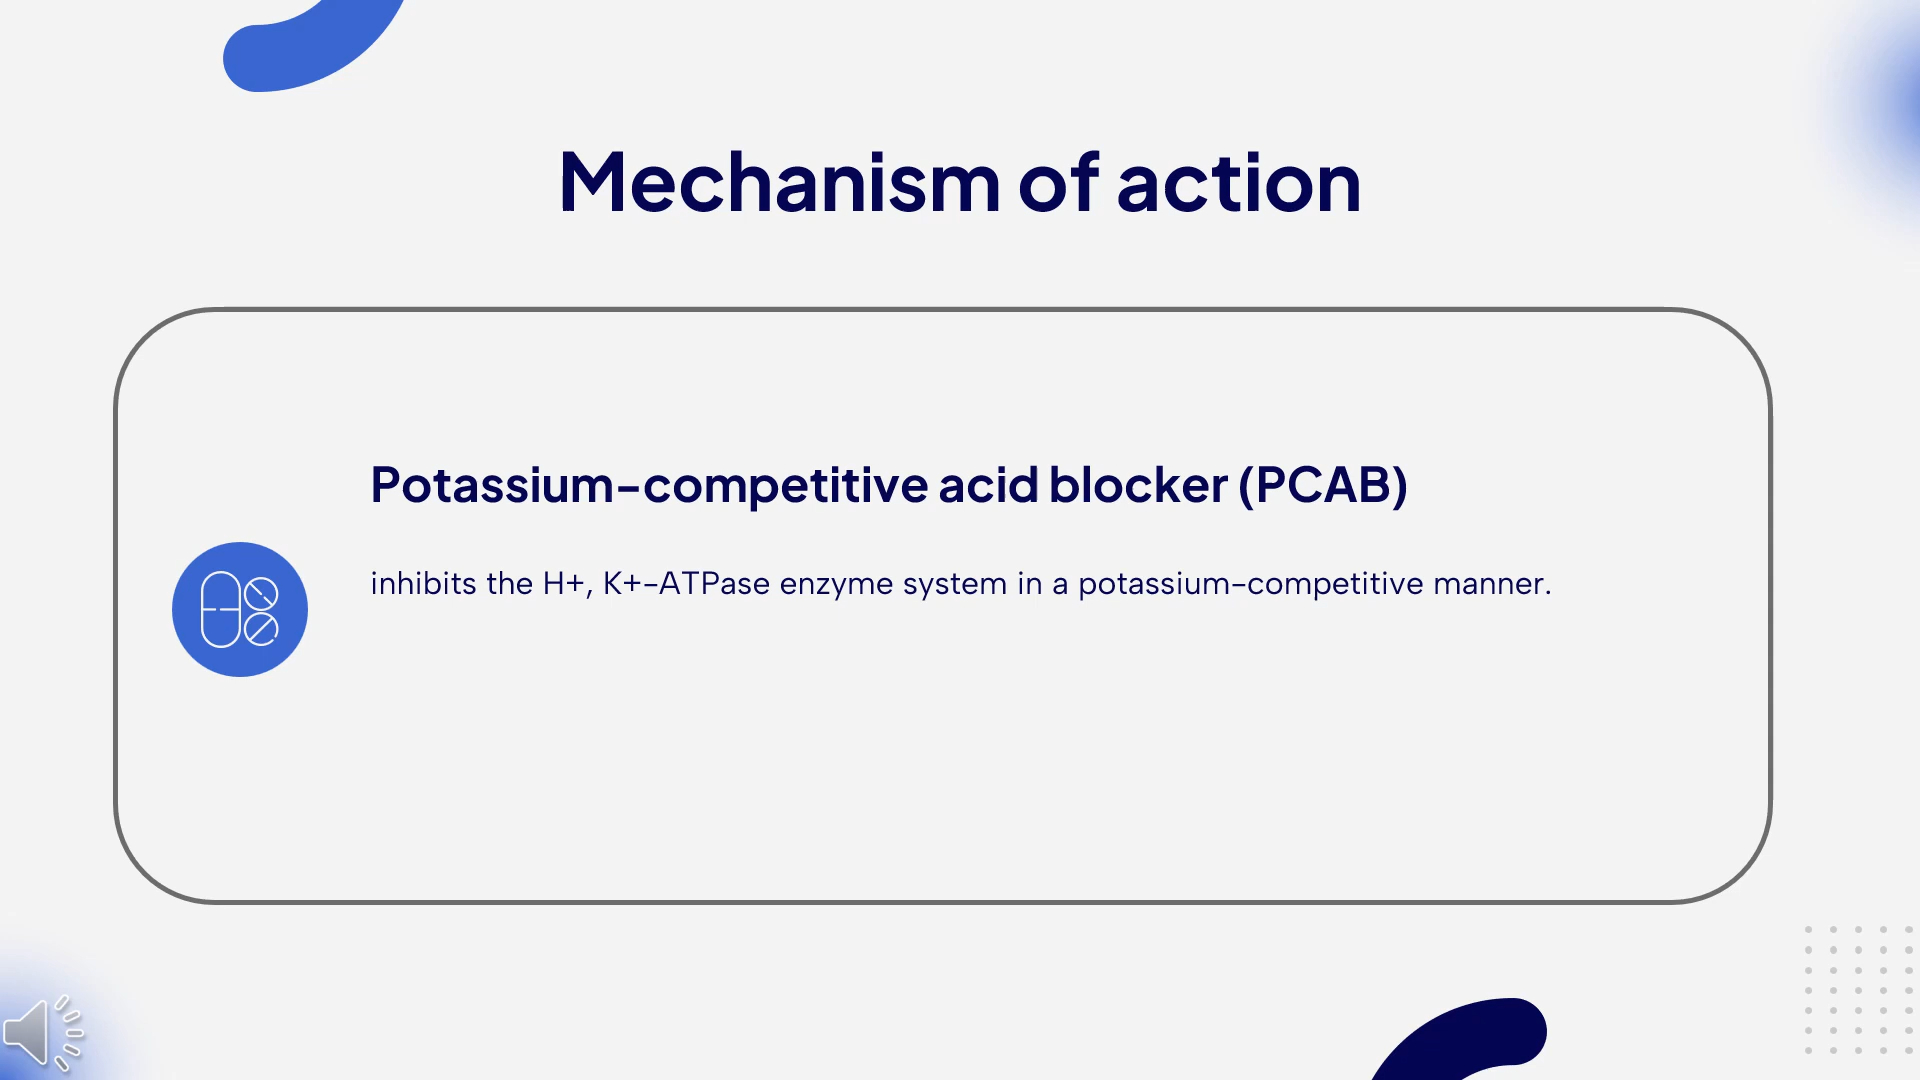 Mechanism of action
Potassium-competitive acid blocker (PCAB)
inhibits the H+, K+-ATPase enzyme system in a potassium-competitive manner.